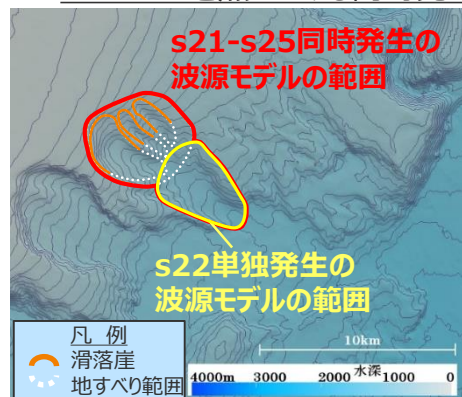 s21-s25同時発生の
波源モデルの範囲
s22単独発生の
波源モデルの範囲
凡 例
滑落崖
地すべり範囲
10km
4000m 3000 2000 水深 1000 0